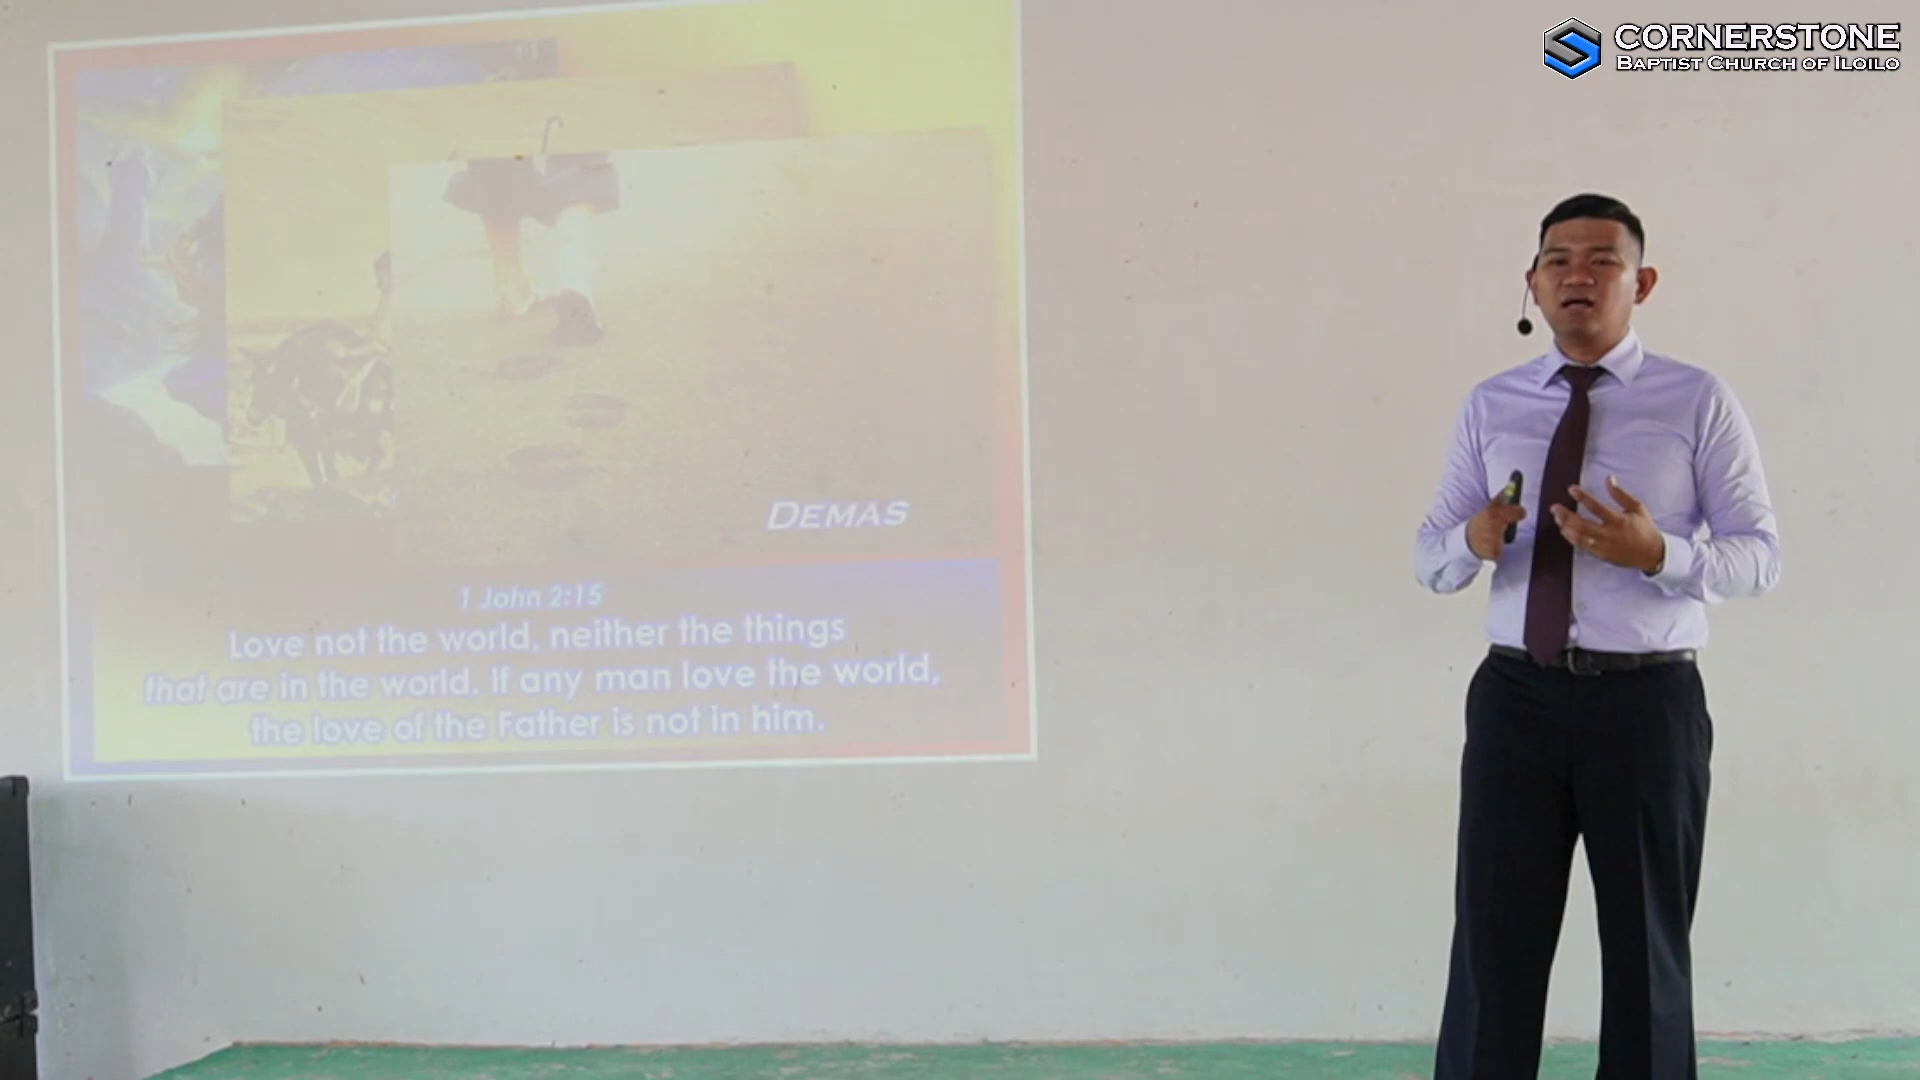 CORNERSTONE
BAPTIST CHURCH OF ILOILO
DEMAS
1 John 2:15
Love not the world, neither the things
that are in the world. If any man love the world,
the love of the Father is not in him.